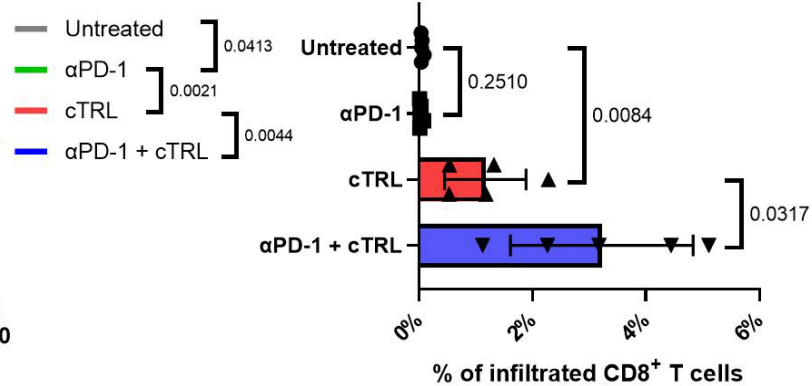 Untreated
αPD-1
cTRL
αPD-1 + cTRL
0.0413
0.0021
0.0044
0
Untreated
αPD-1
cTRL
αPD-1 + cTRL
0.2510
0.0084
0.0317
0%
2%
4%
6%
% of infiltrated CD8⁺ T cells